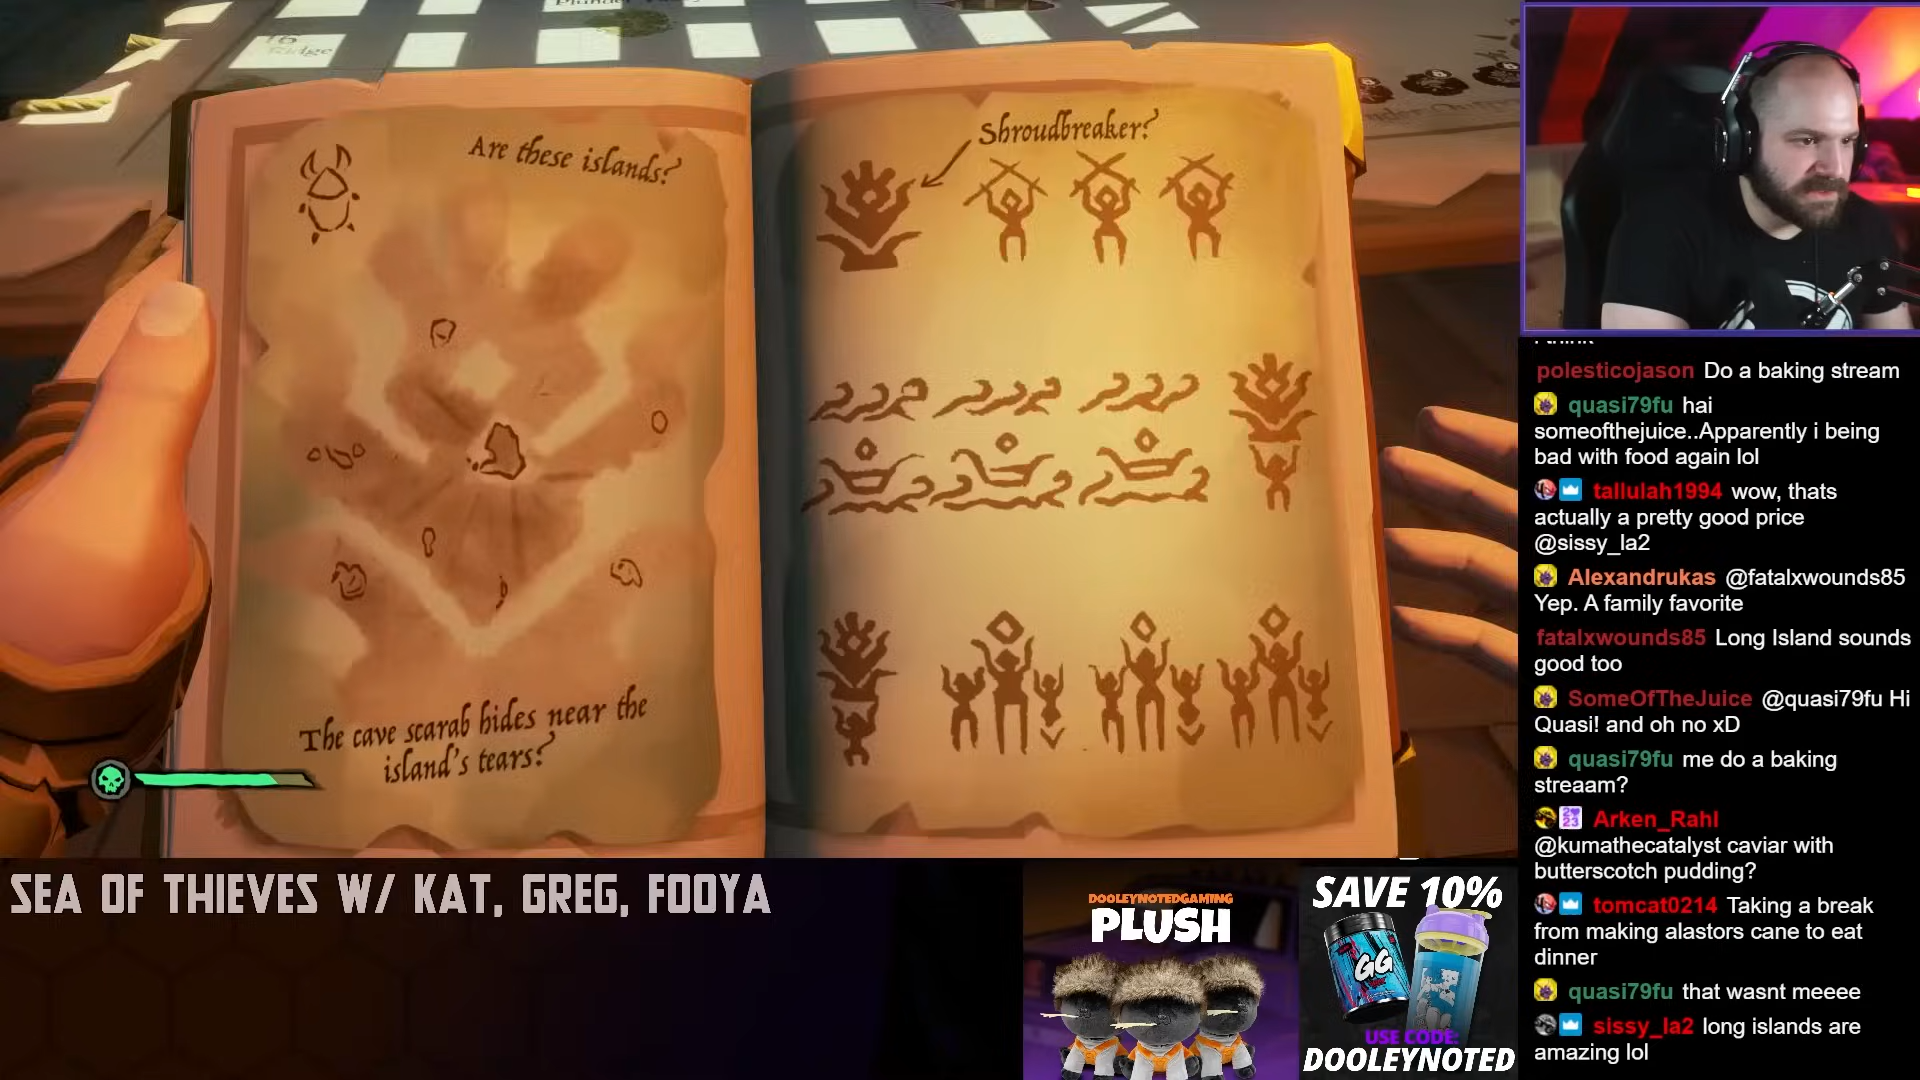 Plunder
16
Ridge
Are these islands?
Shroudbreaker?
The cave scarab hides near the
island's tears?
I think
polesticojason Do a baking stream
quasi79fu hai
someofthejuice..Apparently i being
bad with food again lol
tallulah1994 wow, thats
actually a pretty good price
@sissy_la2
Alexandrukas @fatalxwounds85
Yep. A family favorite
fatalxwounds85 Long Island sounds
good too
SomeOfTheJuice @quasi79fu Hi
Quasi! and oh no xD
quasi79fu me do a baking
streaam?
Arken_Rahl
@kumathecatalyst caviar with
butterscotch pudding?
tomcat0214 Taking a break
from making alastors cane to eat
dinner
quasi79fu that wasnt meeee
sissy_la2 long islands are
amazing lol
SEA OF THIEVES W/ KAT, GREG, FOOYA
DOOLEYNOTEDGAMING
PLUSH
SAVE 10%
GG
USE CODE:
DOOLEYNOTED